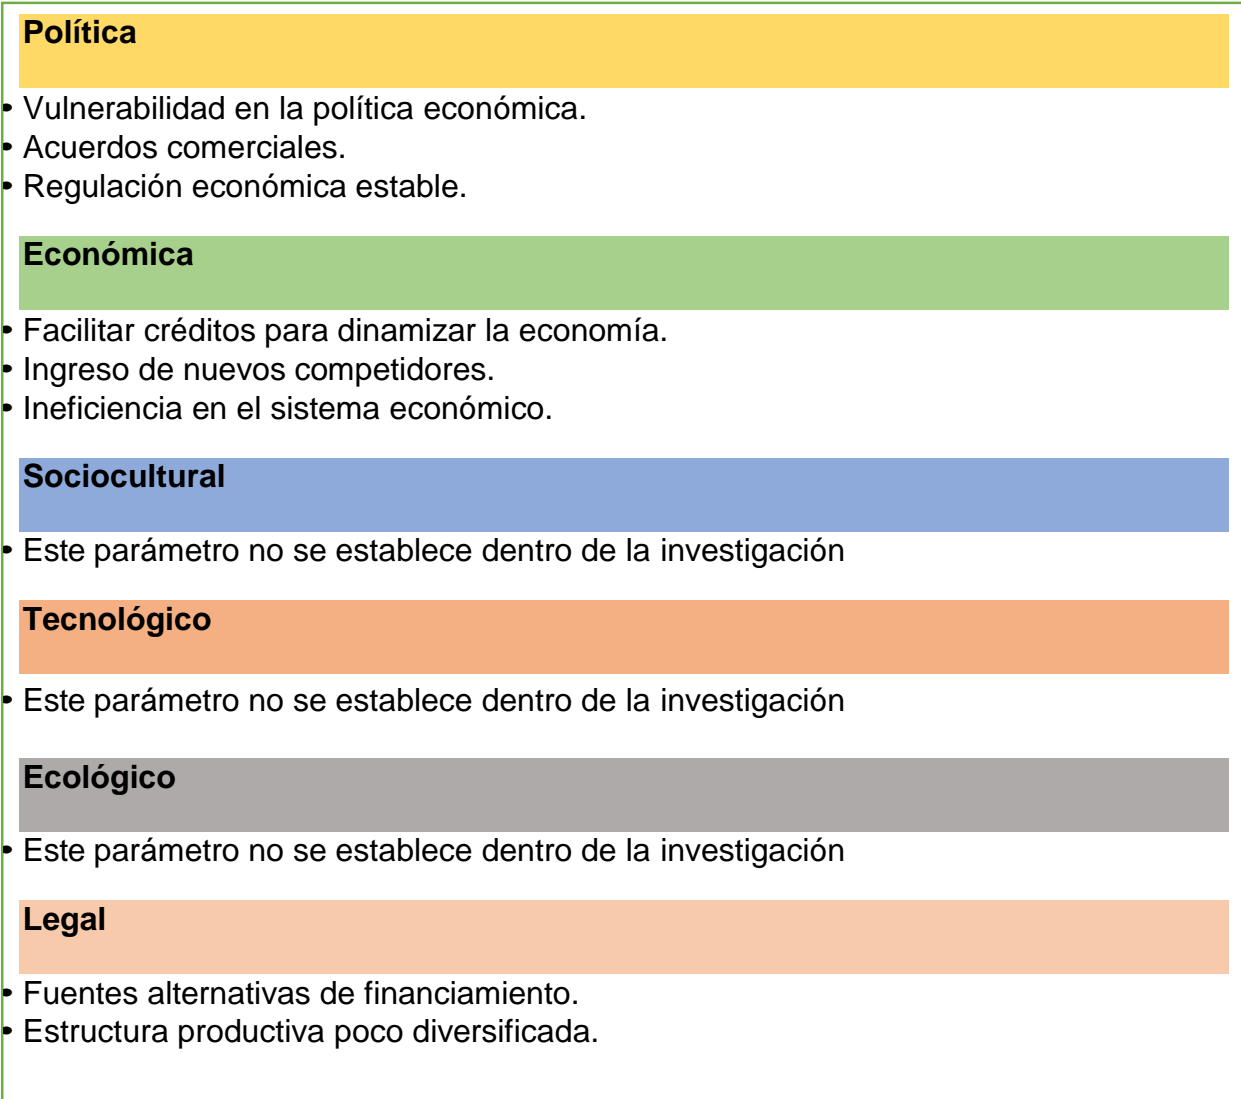 Política
• Vulnerabilidad en la política económica.
• Acuerdos comerciales.
• Regulación económica estable.
Económica
• Facilitar créditos para dinamizar la economía.
• Ingreso de nuevos competidores.
• Ineficiencia en el sistema económico.
Sociocultural
• Este parámetro no se establece dentro de la investigación
Tecnológico
• Este parámetro no se establece dentro de la investigación
Ecológico
• Este parámetro no se establece dentro de la investigación
Legal
• Fuentes alternativas de financiamiento.
• Estructura productiva poco diversificada.